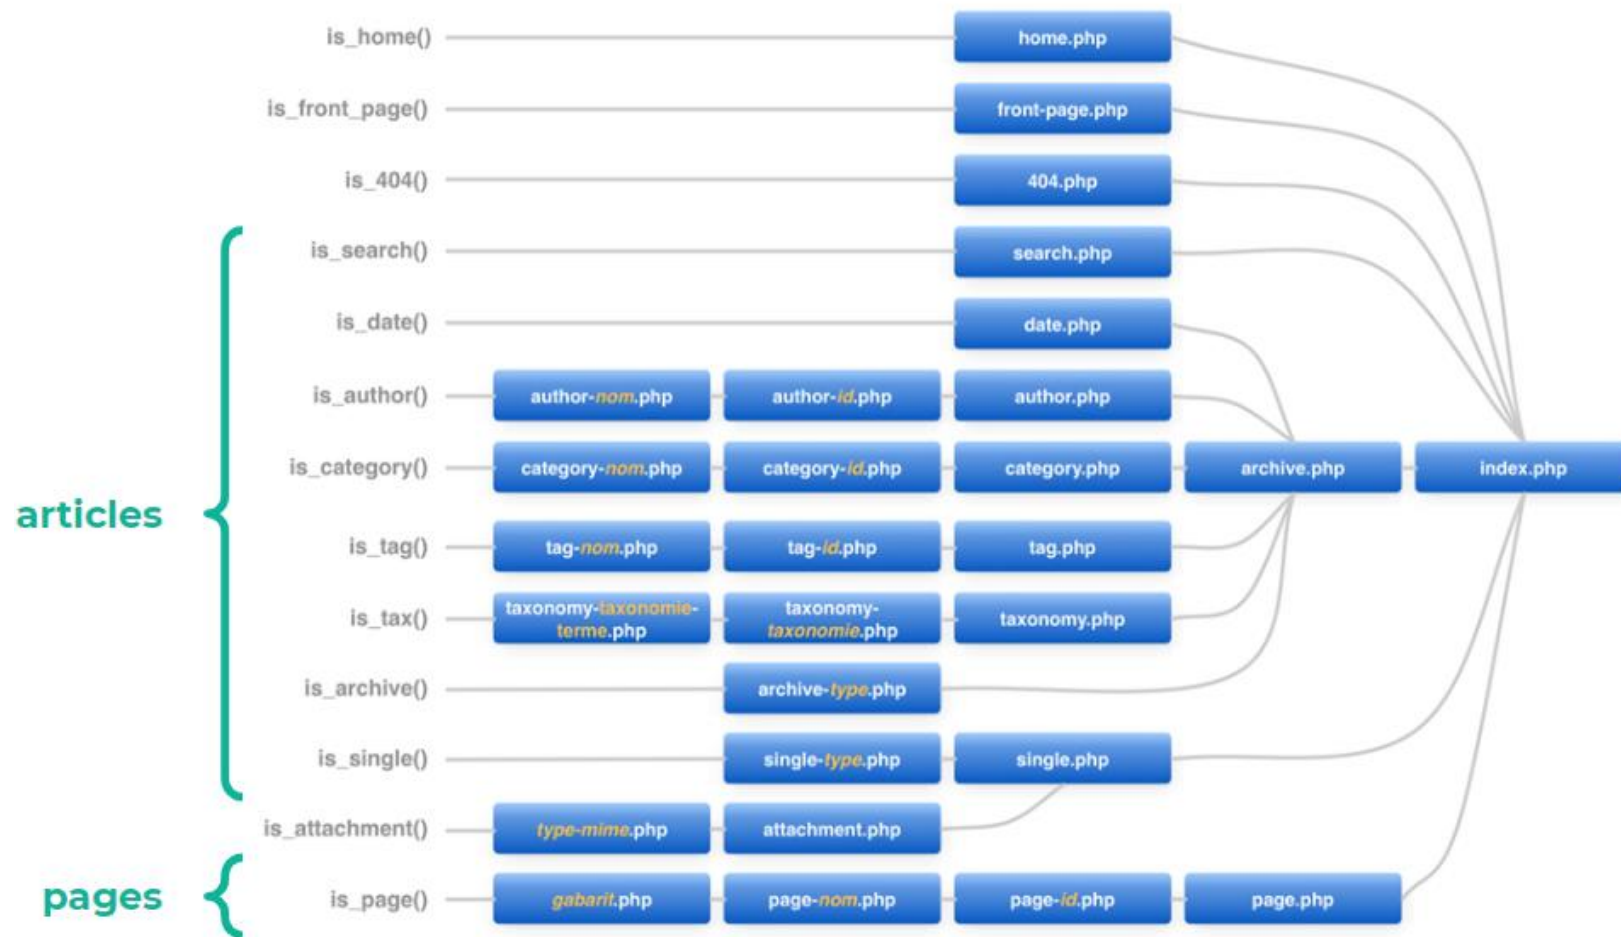 is_home()
home.php
is_front_page()
front-page.php
is_404()
404.php
is_search()
search.php
is_date()
date.php
is_author()
author-nom.php
author-id.php
author.php
is_category()
category-nom.php
category-id.php
category.php
archive.php
index.php
articles
is_tag()
tag-nom.php
tag-id.php
tag.php
is_tax()
taxonomy-taxonomie-
terme.php
taxonomy-
taxonomie.php
taxonomy.php
is_archive()
archive-type.php
is_single()
single-type.php
single.php
is_attachment()
type-mime.php
attachment.php
pages
is_page()
gabarit.php
page-nom.php
page-id.php
page.php